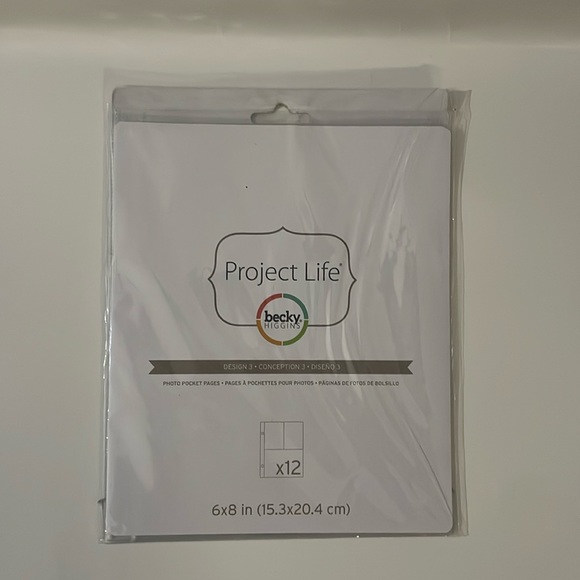 Project Life®
becky
HIGGINS
DESIGN 3 • CONCEPTION 3 • DISEÑO 3
PHOTO POCKET PAGES • PAGES À POCHETTES POUR PHOTOS • PÁGINAS DE FOTOS DE BOLSILLO
x12
6x8 in (15.3x20.4 cm)